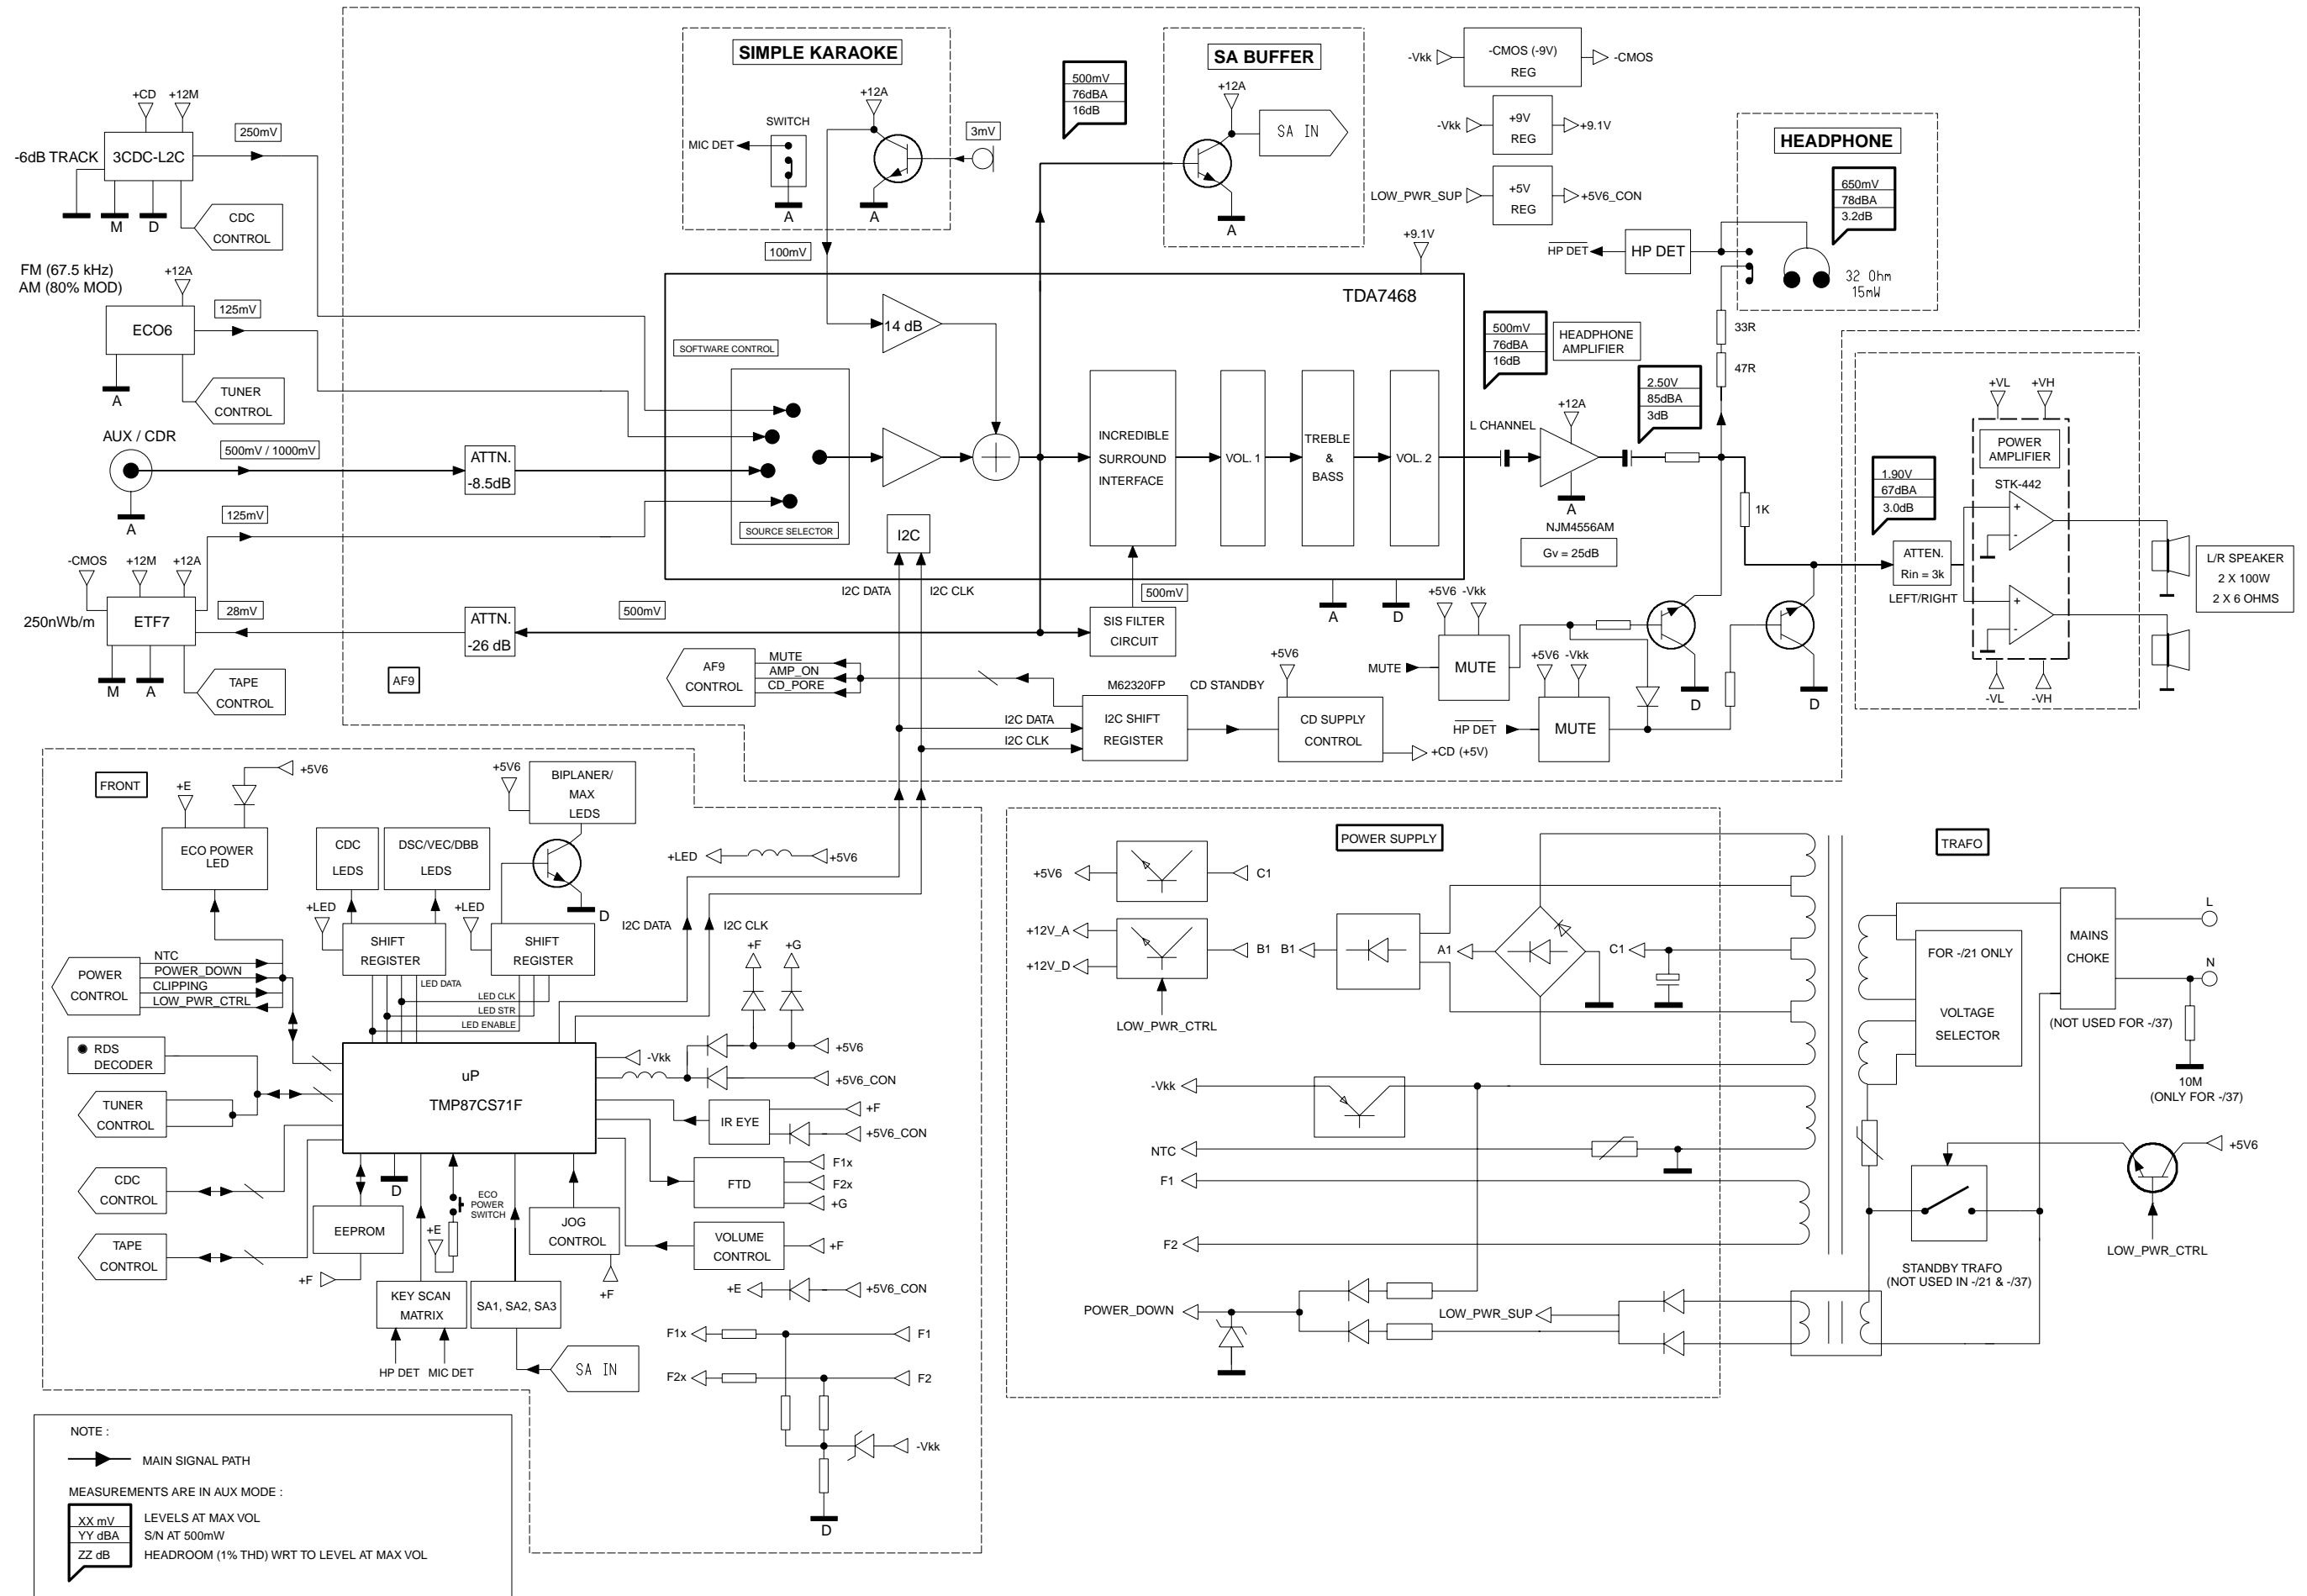 SIMPLE KARAOKE
+12A
SWITCH
MIC DET
3mV
A
A
100mV
500mV
76dBA
16dB
SA BUFFER
+12A
SA IN
A
-Vkk
-CMOS (-9V)
REG
-CMOS
-Vkk
+9V
REG
+9.1V
LOW_PWR_SUP
+5V
REG
+5V6_CON
HEADPHONE
650mV
78dBA
3.2dB
HP DET
HP DET
32 Ohm
15mW
33R
47R
+CD
+12M
250mV
-6dB TRACK
3CDC-L2C
M
D
CDC
CONTROL
FM (67.5 kHz)
AM (80% MOD)
+12A
125mV
ECO6
A
TUNER
CONTROL
AUX / CDR
500mV / 1000mV
ATTN.
-8.5dB
A
125mV
-CMOS
+12M
+12A
28mV
250nWb/m
ETF7
M
A
TAPE
CONTROL
ATTN.
-26 dB
500mV
AF9
+9.1V
TDA7468
14 dB
SOFTWARE CONTROL
SOURCE SELECTOR
I2C
INCREDIBLE
SURROUND
INTERFACE
VOL. 1
TREBLE
&
BASS
VOL. 2
I2C DATA
I2C CLK
500mV
A
D
SIS FILTER
CIRCUIT
500mV
76dBA
16dB
HEADPHONE
AMPLIFIER
2.50V
85dBA
3dB
L CHANNEL
+12A
A
NJM4556AM
Gv = 25dB
1K
1.90V
67dBA
3.0dB
+VL
+VH
POWER
AMPLIFIER
STK-442
+
-
+
-
ATTEN.
Rin = 3k
LEFT/RIGHT
-VL
-VH
L/R SPEAKER
2 X 100W
2 X 6 OHMS
AF9
CONTROL
MUTE
AMP_ON
CD_PORE
M62320FP
I2C SHIFT
REGISTER
I2C DATA
I2C CLK
CD STANDBY
+5V6
CD SUPPLY
CONTROL
+CD (+5V)
+5V6
-Vkk
MUTE
MUTE
+5V6
-Vkk
HP DET
MUTE
D
D
FRONT
+5V6
+E
ECO POWER
LED
CDC
LEDS
DSC/VEC/DBB
LEDS
+5V6
BIPLANER/
MAX
LEDS
D
+LED
SHIFT
REGISTER
+LED
SHIFT
REGISTER
LED DATA
LED CLK
LED STR
LED ENABLE
+LED
+5V6
I2C DATA
I2C CLK
POWER
CONTROL
NTC
POWER_DOWN
CLIPPING
LOW_PWR_CTRL
RDS
DECODER
TUNER
CONTROL
CDC
CONTROL
TAPE
CONTROL
uP
TMP87CS71F
+F
+G
-Vkk
+5V6
+5V6_CON
IR EYE
+F
+5V6_CON
FTD
F1x
F2x
+G
VOLUME
CONTROL
+F
D
EEPROM
+F
ECO
POWER
SWITCH
+E
KEY SCAN
MATRIX
HP DET
MIC DET
SA1, SA2, SA3
SA IN
JOG
CONTROL
+F
+E
+5V6_CON
F1x
F1
F2x
F2
-Vkk
D
POWER SUPPLY
+5V6
C1
+12V_A
+12V_D
B1
LOW_PWR_CTRL
B1
A1
C1
-Vkk
NTC
F1
F2
POWER_DOWN
LOW_PWR_SUP
TRAFO
FOR -/21 ONLY
VOLTAGE
SELECTOR
MAINS
CHOKE
L
N
(NOT USED FOR -/37)
10M
(ONLY FOR -/37)
+5V6
LOW_PWR_CTRL
STANDBY TRAFO
(NOT USED IN -/21 & -/37)
NOTE :
MAIN SIGNAL PATH
MEASUREMENTS ARE IN AUX MODE :
XX mV
LEVELS AT MAX VOL
YY dBA
S/N AT 500mW
ZZ dB
HEADROOM (1% THD) WRT TO LEVEL AT MAX VOL